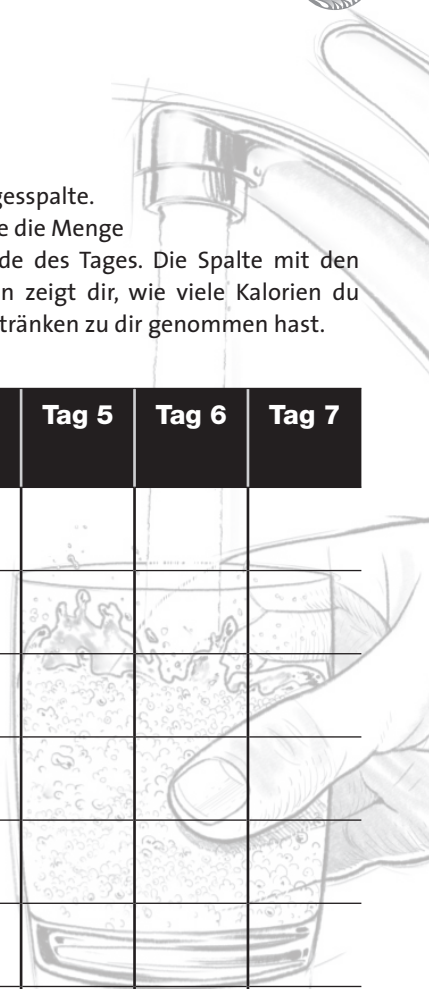 gesspalte.
e die Menge
de des Tages. Die Spalte mit den
n zeigt dir, wie viele Kalorien du
tränken zu dir genommen hast.
Tag 5 Tag 6 Tag 7